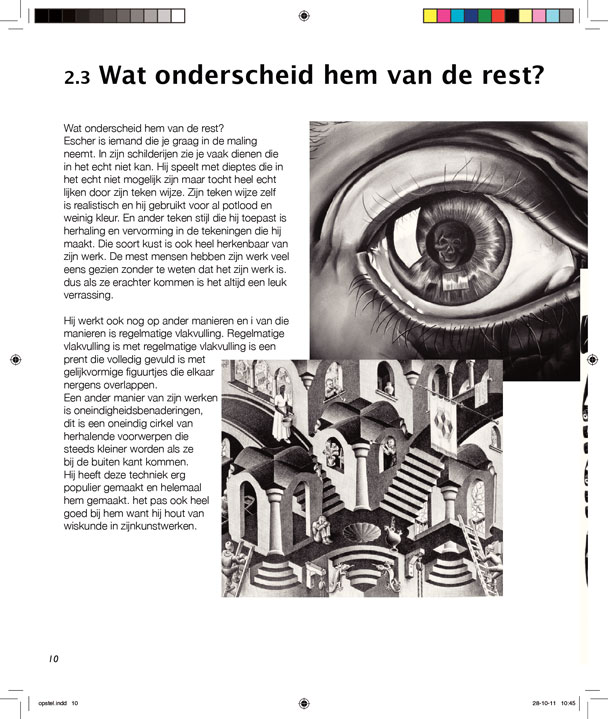 2.3 Wat onderscheid hem van de rest?
Wat onderscheid hem van de rest?
Escher is iemand die je graag in de maling
neemt. In zijn schilderijen zie je vaak dienen die
in het echt niet kan. Hij speelt met dieptes die in
het echt niet mogelijk zijn maar tocht heel echt
lijken door zijn teken wijze. Zijn teken wijze zelf
is realistisch en hij gebruikt voor al potlood en
weinig kleur. En ander teken stijl die hij toepast is
herhaling en vervorming in de tekeningen die hij
maakt. Die soort kust is ook heel herkenbaar van
zijn werk. De mest mensen hebben zijn werk veel
eens gezien zonder te weten dat het zijn werk is.
dus als ze erachter kommen is het altijd een leuk
verrassing.
Hij werkt ook nog op ander manieren en i van die
manieren is regelmatige vlakvulling. Regelmatige
vlakvulling is met regelmatige vlakvulling is een
prent die volledig gevuld is met
gelijkvormige figuurtjes die elkaar
nergens overlappen.
Een ander manier van zijn werken
is oneindigheidsbenaderingen,
dit is een oneindig cirkel van
herhalende voorwerpen die
steeds kleiner worden als ze
bij de buiten kant kommen.
Hij heeft deze techniek erg
populier gemaakt en helemaal
hem gemaakt. het pas ook heel
goed bij hem want hij hout van
wiskunde in zijnkunstwerken.
10
opstel.indd 10
28-10-11 10:45